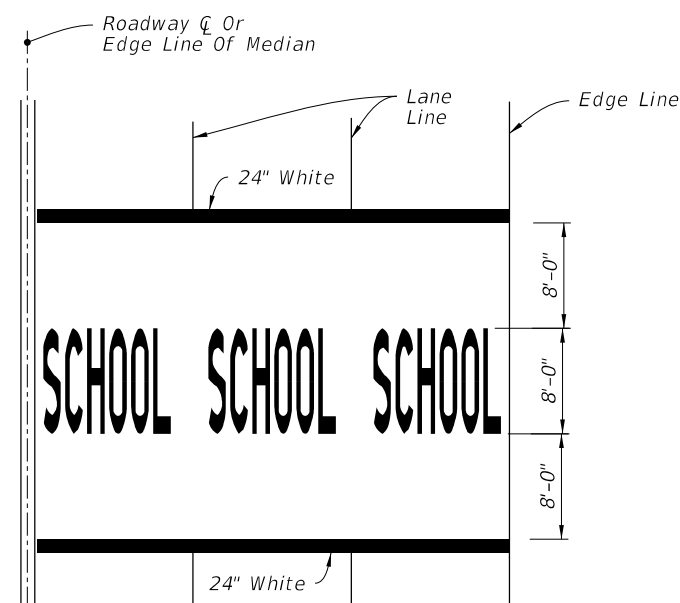 Roadway ℄ Or
Edge Line Of Median
Lane
Line
Edge Line
24" White
8'-0"
SCHOOL SCHOOL SCHOOL
8'-0"
8'-0"
24" White